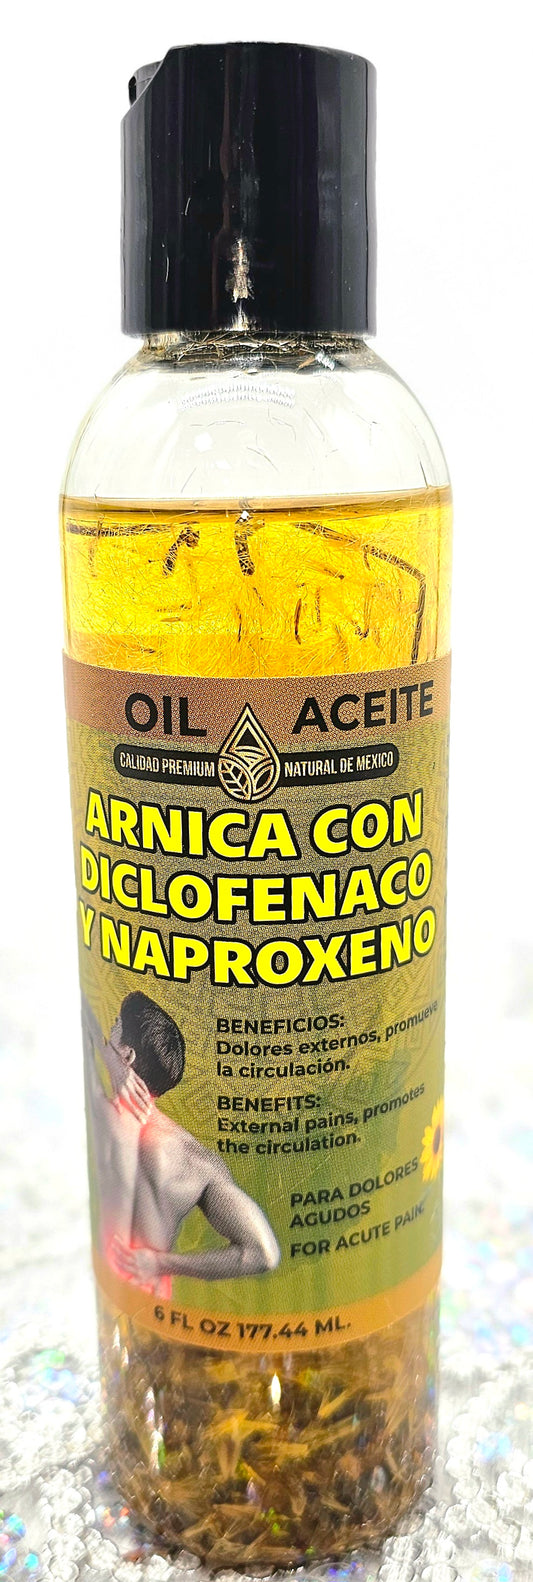 OIL ACEITE
CALIDAD PREMIUM NATURAL DE MEXICO
ARNICA CON
DICLOFENACO
Y NAPROXENO
BENEFICIOS:
Dolores externos, promueve
la circulación.
BENEFITS:
External pains, promotes
the circulation.
PARA DOLORES
AGUDOS
FOR ACUTE PAIN.
6 FL OZ 177.44 ML.